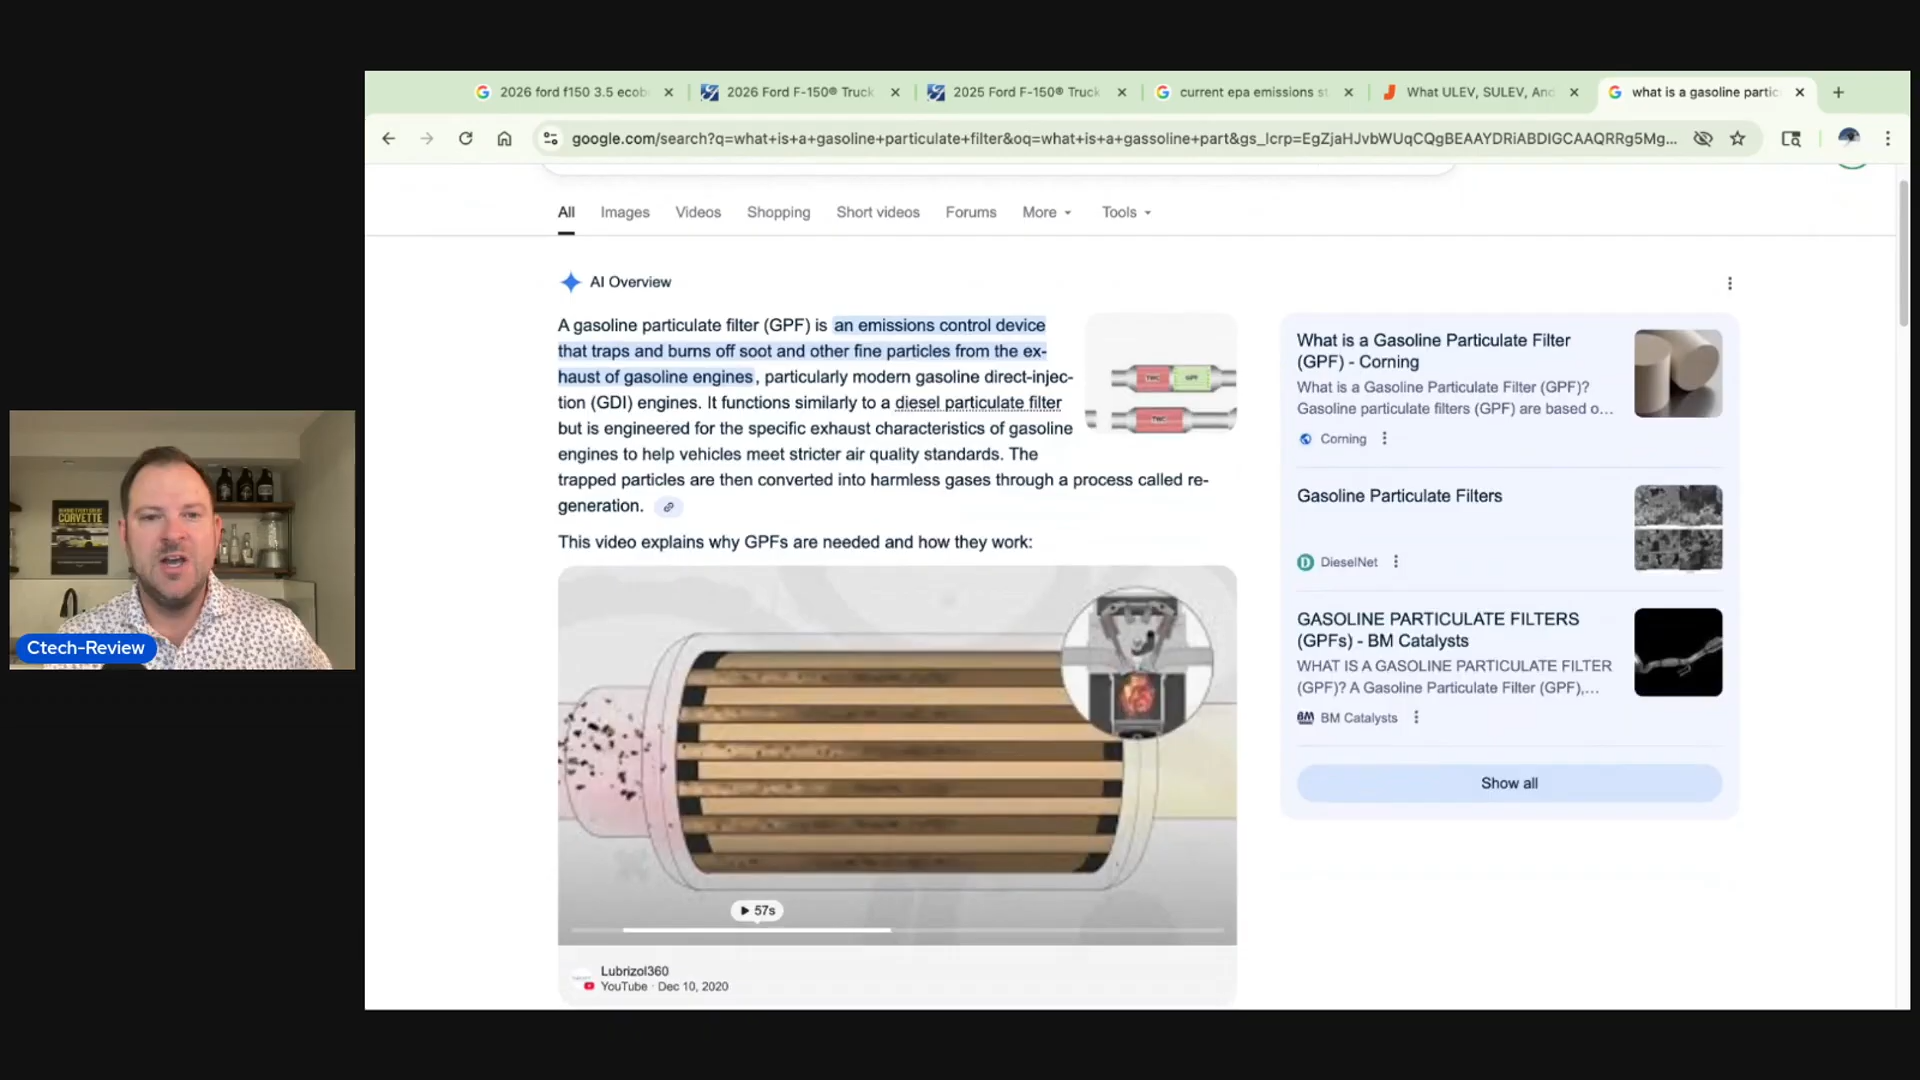 2026 ford f150 3.5 ecob
2026 Ford F-150® Truck
2025 Ford F-150® Truck
current epa emissions st
What ULEV, SULEV, And
what is a gasoline partic
google.com/search?q=what+is+a+gasoline+particulate+filter&oq=what+is+a+gassoline+part&gs_lcrp=EgZjaHJvbWUqCQgBEAAYDRiABDIGCAAQRRg5Mg...
All
Images
Videos
Shopping
Short videos
Forums
More
Tools
AI Overview
A gasoline particulate filter (GPF) is an emissions control device
that traps and burns off soot and other fine particles from the ex-
haust of gasoline engines, particularly modern gasoline direct-injec-
tion (GDI) engines. It functions similarly to a diesel particulate filter
but is engineered for the specific exhaust characteristics of gasoline
engines to help vehicles meet stricter air quality standards. The
trapped particles are then converted into harmless gases through a process called re-
generation.
TWC
GPF
TWC
This video explains why GPFs are needed and how they work:
57s
Lubrizol360
YouTube · Dec 10, 2020
What is a Gasoline Particulate Filter
(GPF) - Corning
What is a Gasoline Particulate Filter (GPF)?
Gasoline particulate filters (GPF) are based o...
Corning
Gasoline Particulate Filters
DieselNet
GASOLINE PARTICULATE FILTERS
(GPFs) - BM Catalysts
WHAT IS A GASOLINE PARTICULATE FILTER
(GPF)? A Gasoline Particulate Filter (GPF),...
BM Catalysts
Show all
CORVETTE
Ctech-Review